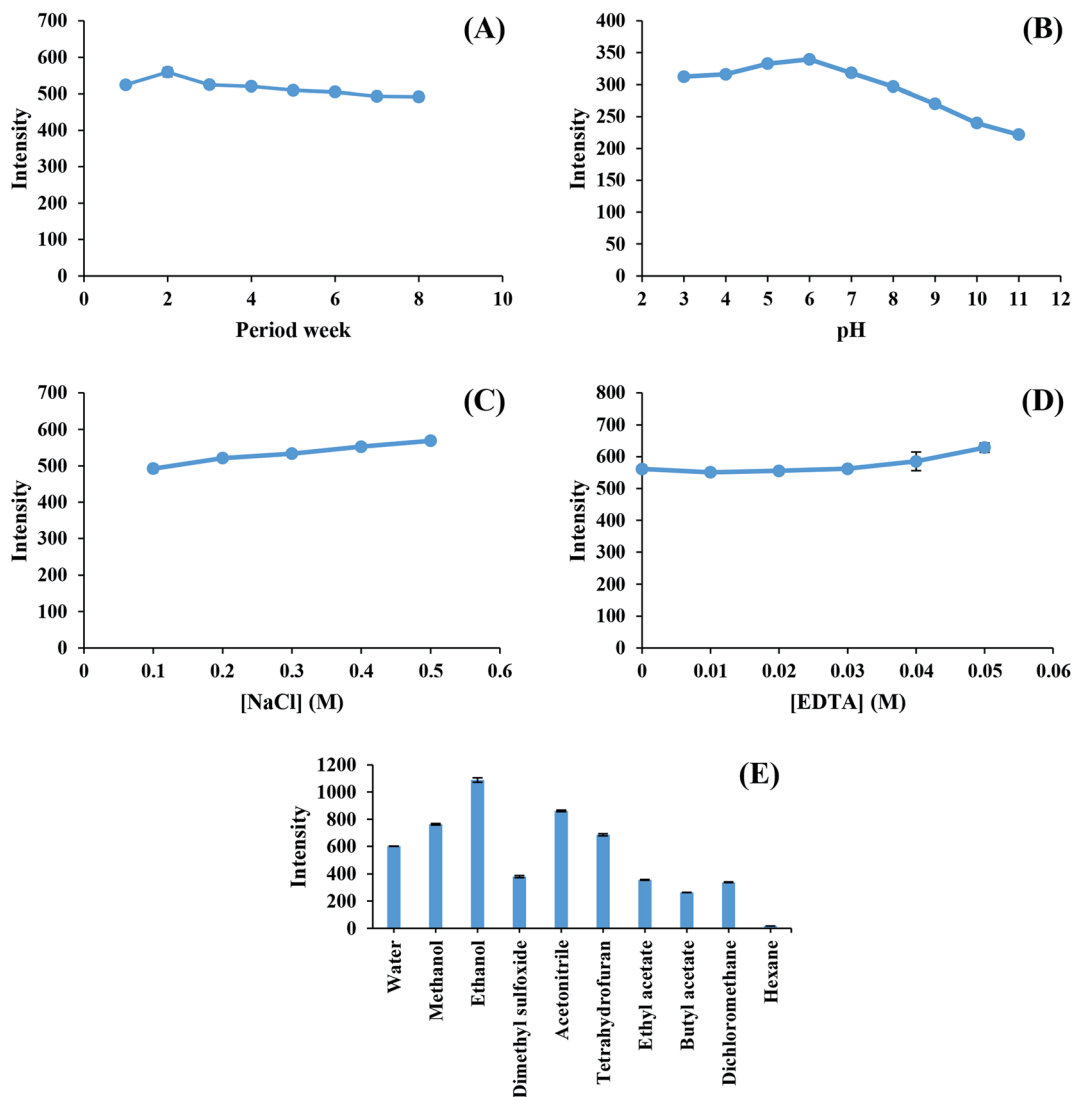 (A)
700
600
500
400
300
200
100
0
Intensity
0 2 4 6 8 10
Period week
(B)
400
350
300
250
200
150
100
50
0
Intensity
2 3 4 5 6 7 8 9 10 11 12
pH
(C)
700
600
500
400
300
200
100
0
Intensity
0 0.1 0.2 0.3 0.4 0.5 0.6
[NaCl] (M)
(D)
800
700
600
500
400
300
200
100
0
Intensity
0 0.01 0.02 0.03 0.04 0.05 0.06
[EDTA] (M)
(E)
1200
1000
800
600
400
200
0
Intensity
Water
Methanol
Ethanol
Dimethyl sulfoxide
Acetonitrile
Tetrahydrofuran
Ethyl acetate
Butyl acetate
Dichloromethane
Hexane